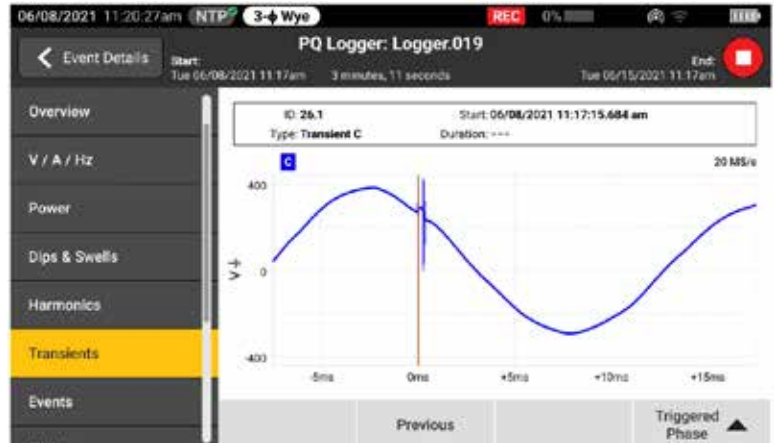 06/08/2021 11:20:27am NTP 3-ϕ Wye REC 0%
Event Details
PQ Logger: Logger.019
Start: End:
Tue 06/08/2021 11:17am 3 minutes, 11 seconds Tue 06/15/2021 11:17am
Overview
V / A / Hz
Power
Dips & Swells
Harmonics
Transients
Events
ID: 26.1 Start: 06/08/2021 11:17:15.684 am
Type: Transient C Duration: ---
C 20 MS/s
400
V ϕ 0
-400
-5ms 0ms +5ms +10ms +15ms
Previous
Triggered
Phase